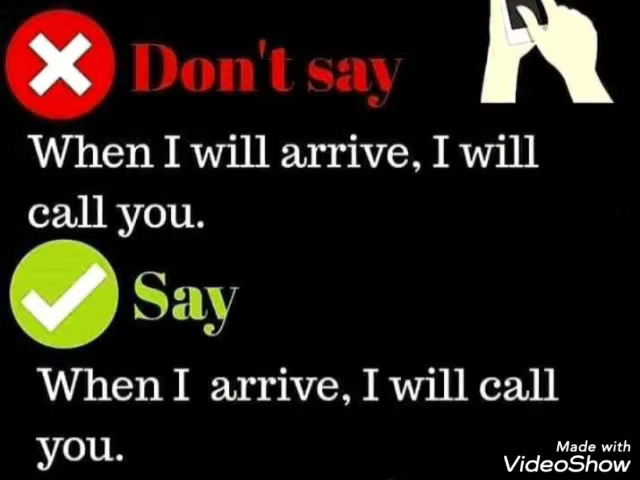 Don't say
When I will arrive, I will
call you.
Say
When I arrive, I will call
you.
Made with
VideoShow